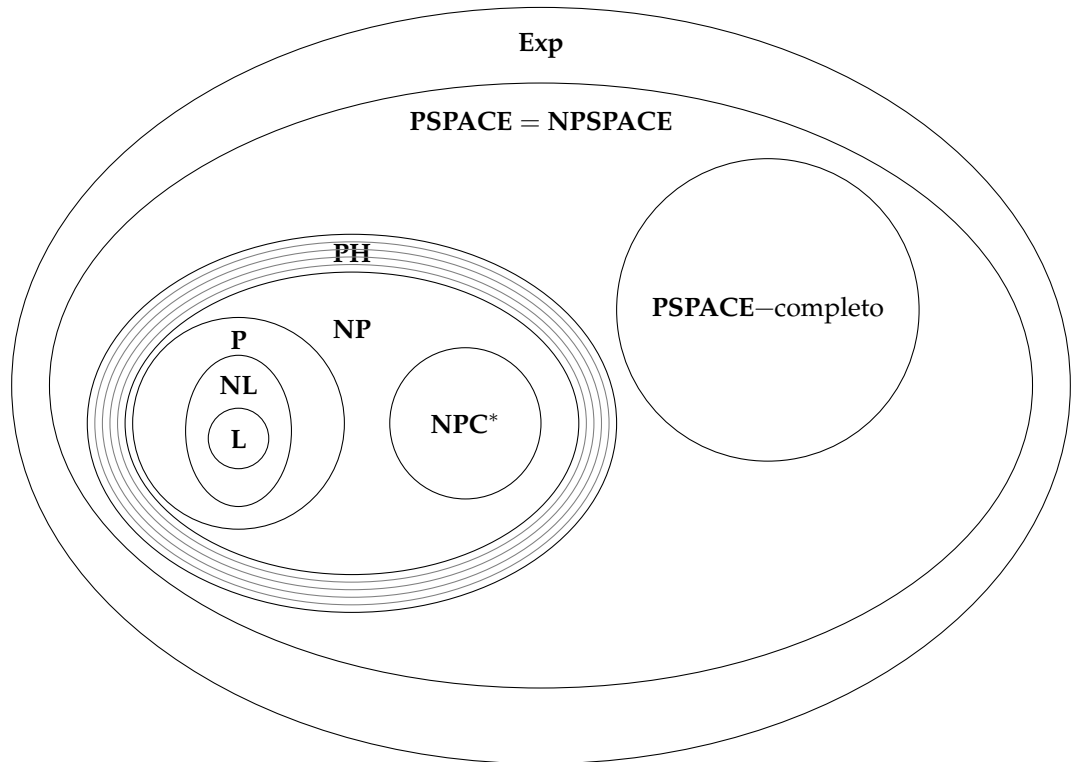 Exp
PSPACE = NPSPACE
PH
NP
P
NL
L
NPC*
PSPACE−completo